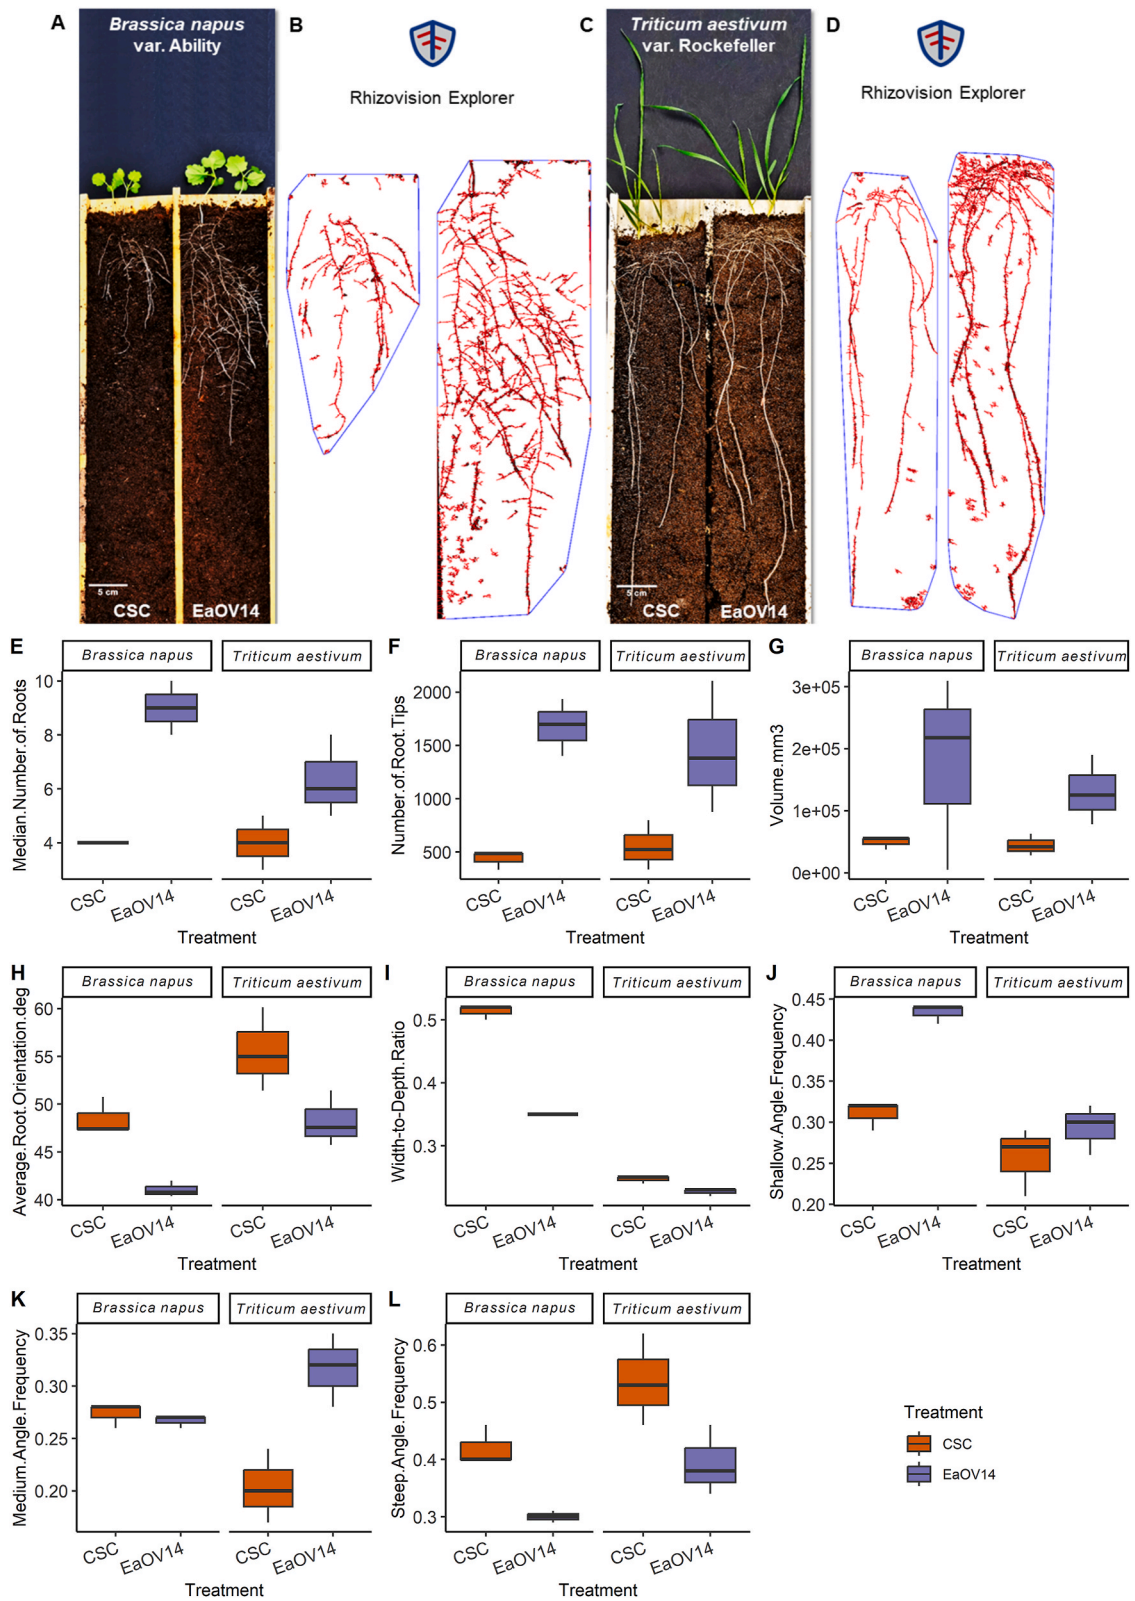 A
Brassica napus
var. Ability
B
Rhizovision Explorer
C
Triticum aestivum
var. Rockefeller
D
Rhizovision Explorer
5 cm
CSC
EaOV14
5 cm
CSC
EaOV14
E
Brassica napus
Triticum aestivum
Median.Number.of.Roots
10
8
6
4
CSC
EaOV14
CSC
EaOV14
Treatment
F
Brassica napus
Triticum aestivum
Number.of.Root.Tips
2000
1500
1000
500
CSC
EaOV14
CSC
EaOV14
Treatment
G
Brassica napus
Triticum aestivum
Volume.mm3
3e+05
2e+05
1e+05
0e+00
CSC
EaOV14
CSC
EaOV14
Treatment
H
Brassica napus
Triticum aestivum
Average.Root.Orientation.deg
60
55
50
45
40
CSC
EaOV14
CSC
EaOV14
Treatment
I
Brassica napus
Triticum aestivum
Width-to-Depth.Ratio
0.5
0.4
0.3
CSC
EaOV14
CSC
EaOV14
Treatment
J
Brassica napus
Triticum aestivum
Shallow.Angle.Frequency
0.45
0.40
0.35
0.30
0.25
0.20
CSC
EaOV14
CSC
EaOV14
Treatment
K
Brassica napus
Triticum aestivum
Medium.Angle.Frequency
0.35
0.30
0.25
0.20
CSC
EaOV14
CSC
EaOV14
Treatment
L
Brassica napus
Triticum aestivum
Steep.Angle.Frequency
0.6
0.5
0.4
0.3
CSC
EaOV14
CSC
EaOV14
Treatment
Treatment
CSC
EaOV14